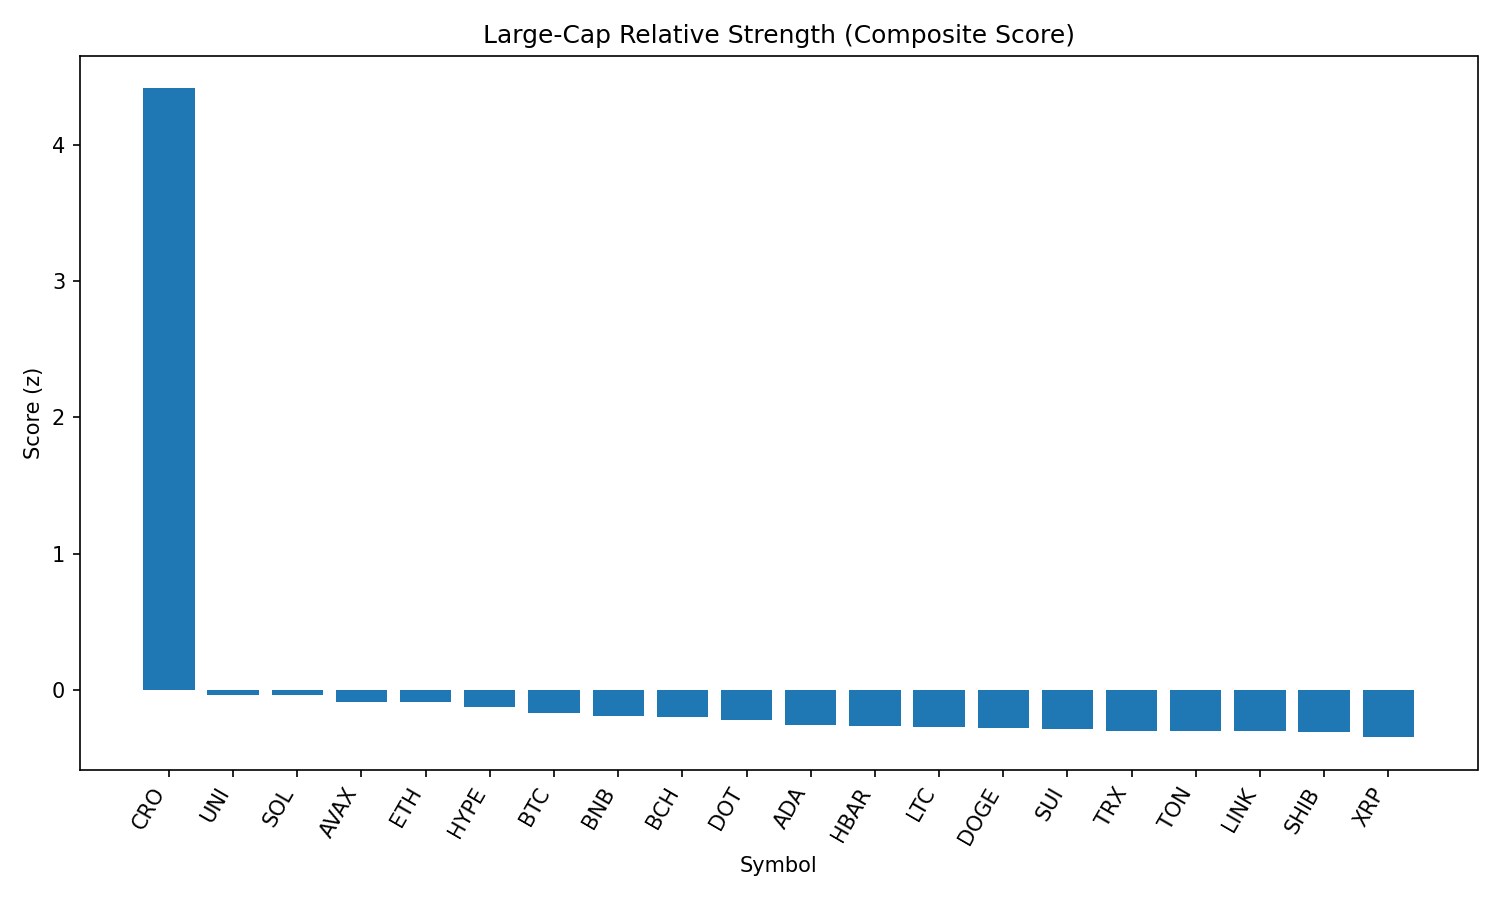 Large-Cap Relative Strength (Composite Score)
Score (z)
4
3
2
1
0
CRO
UNI
SOL
AVAX
ETH
HYPE
BTC
BNB
BCH
DOT
ADA
HBAR
LTC
DOGE
SUI
TRX
TON
LINK
SHIB
XRP
Symbol